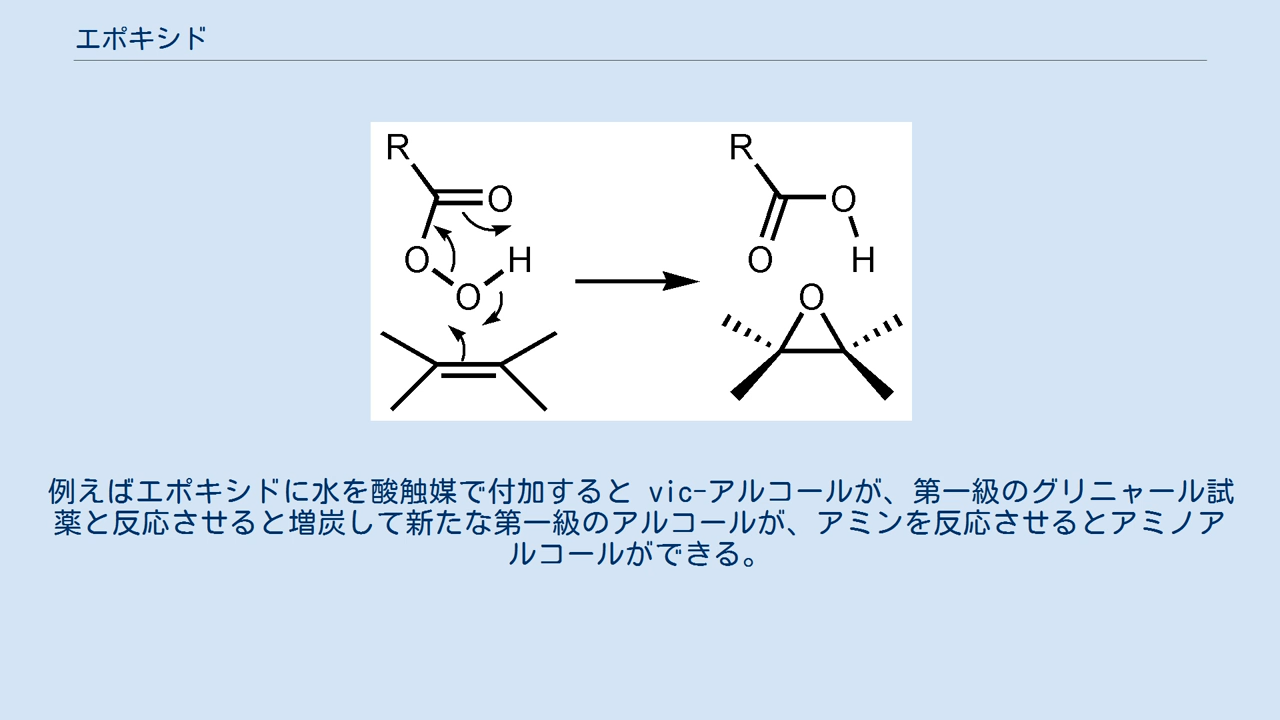 エポキシド
R
R
O
O
O
H
O
H
O
O
例えばエポキシドに水を酸触媒で付加すると vic-アルコールが、第一級のグリニャール試
薬と反応させると増炭して新たな第一級のアルコールが、アミンを反応させるとアミノア
ルコールができる。